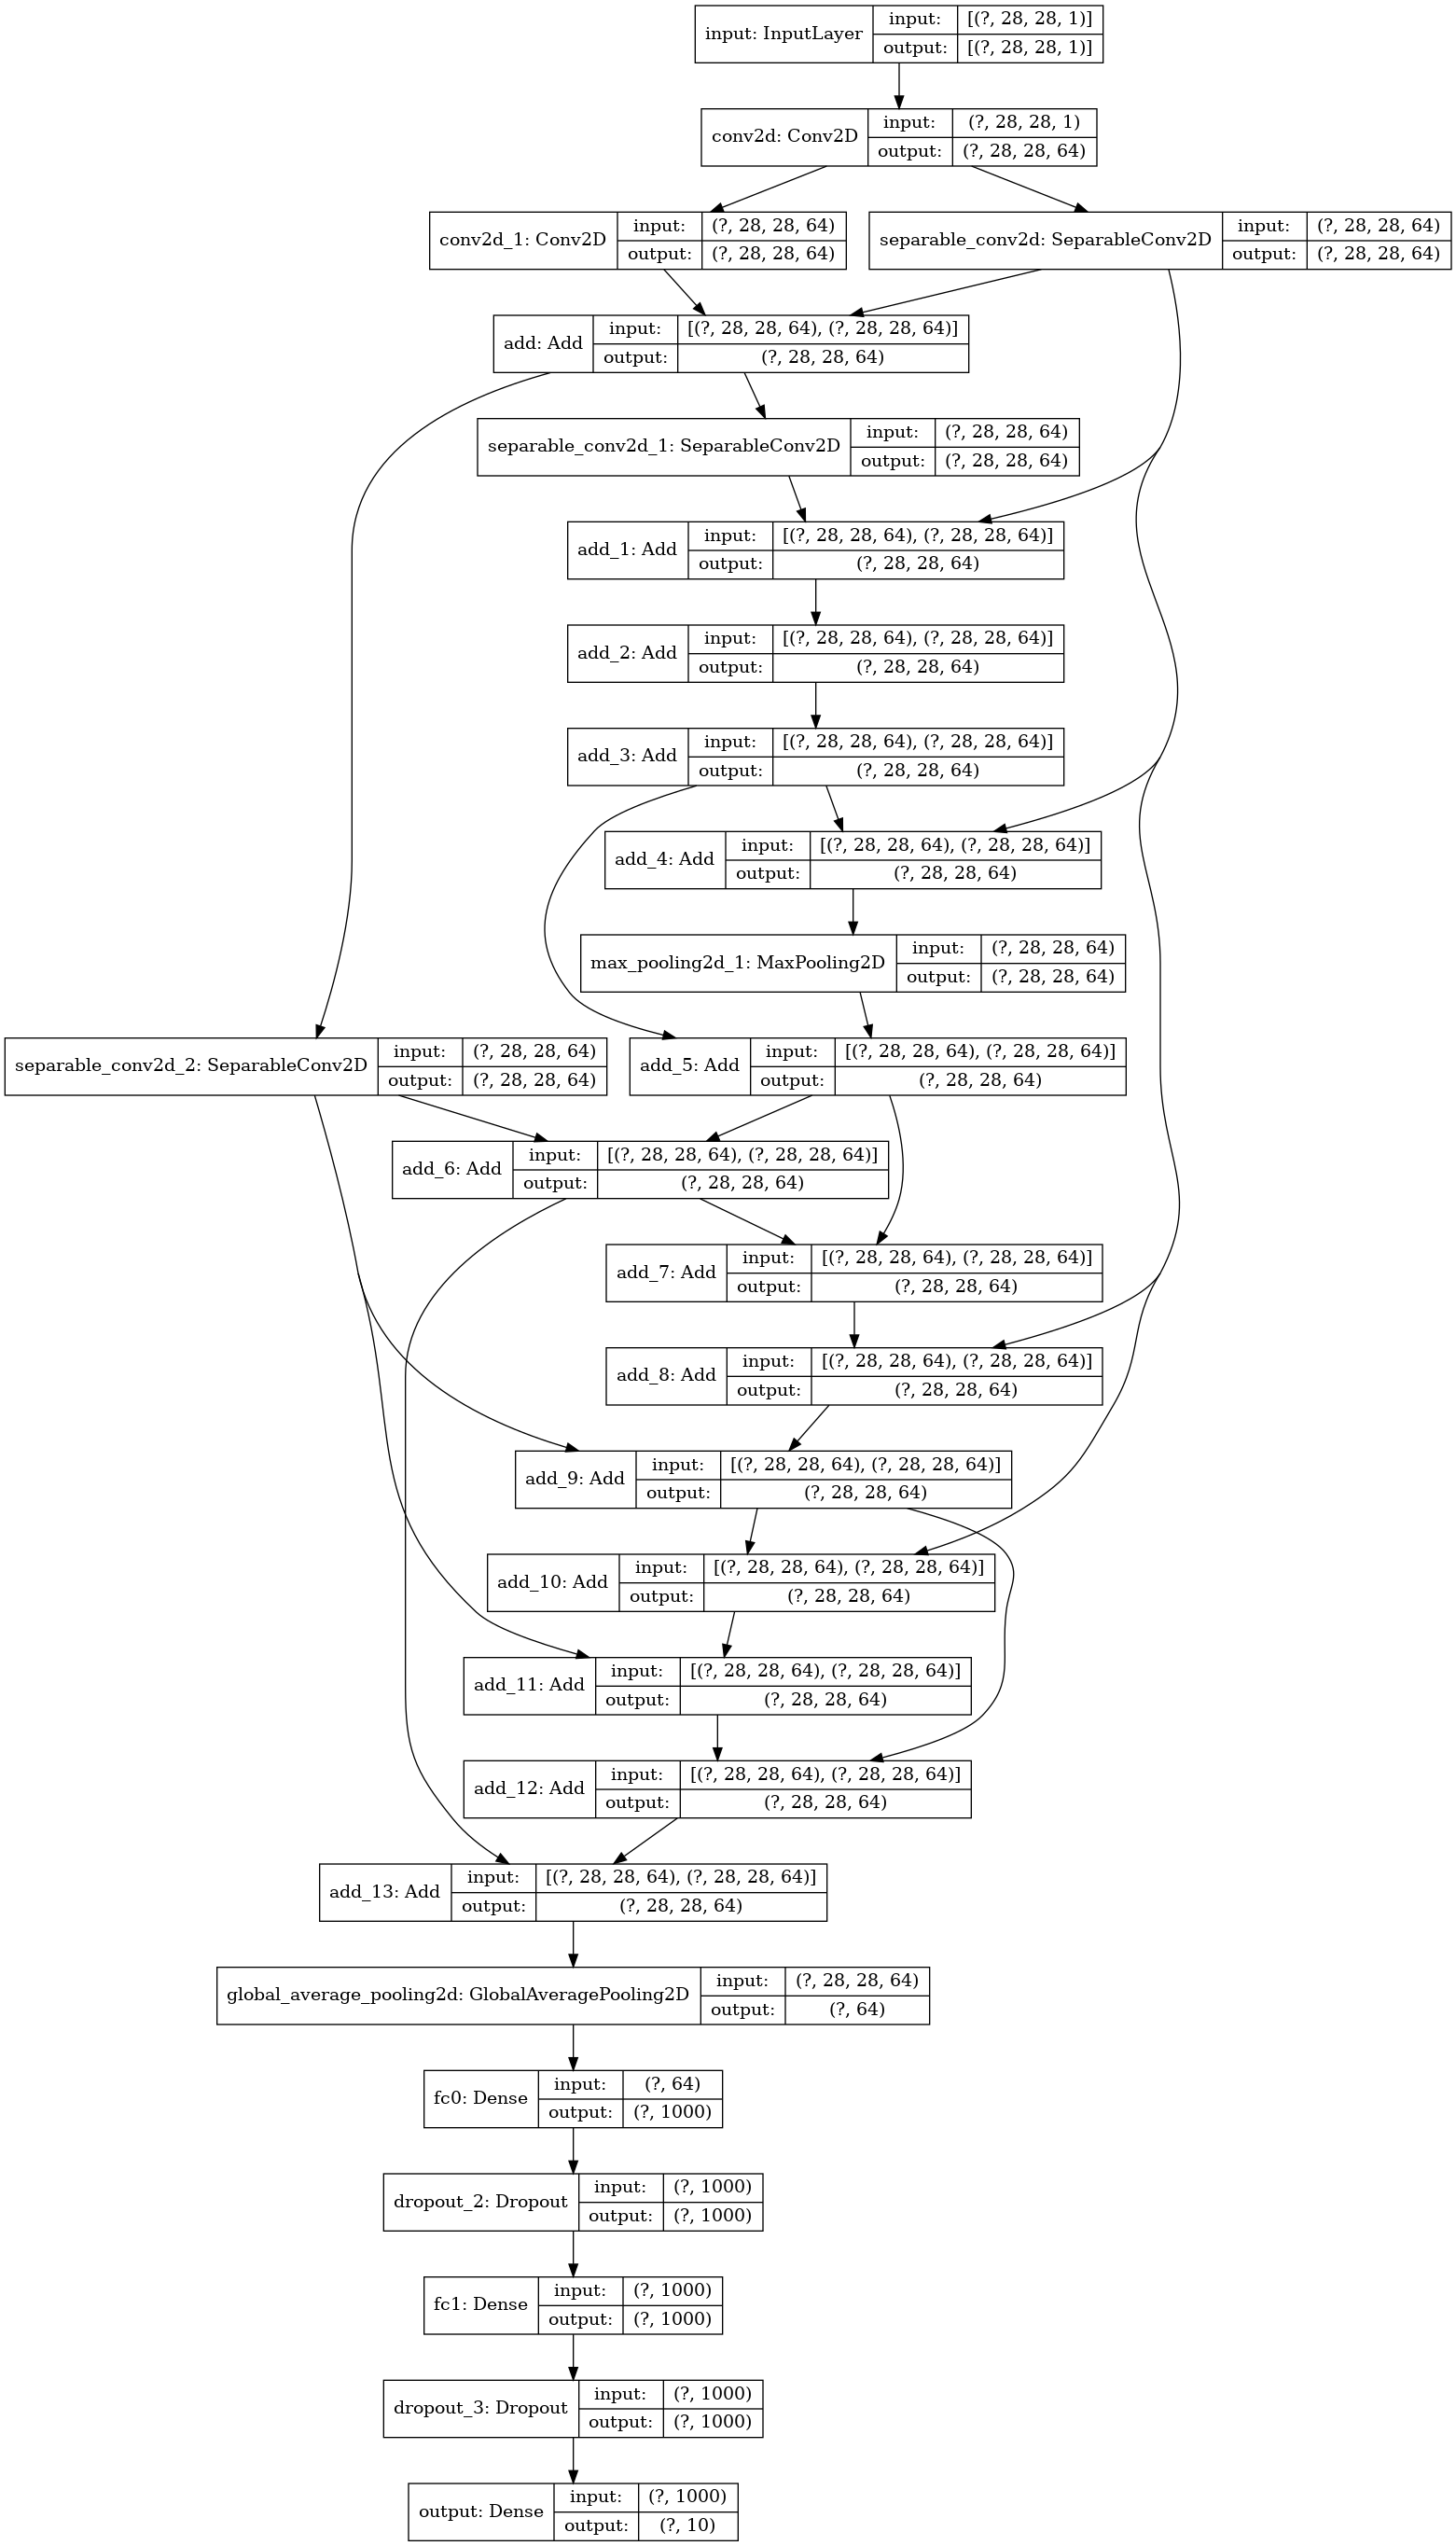 input: InputLayer input: [(?, 28, 28, 1)]
output: [(?, 28, 28, 1)]
conv2d: Conv2D input: (?, 28, 28, 1)
output: (?, 28, 28, 64)
conv2d_1: Conv2D input: (?, 28, 28, 64)
output: (?, 28, 28, 64)
separable_conv2d: SeparableConv2D input: (?, 28, 28, 64)
output: (?, 28, 28, 64)
add: Add input: [(?, 28, 28, 64), (?, 28, 28, 64)]
output: (?, 28, 28, 64)
separable_conv2d_1: SeparableConv2D input: (?, 28, 28, 64)
output: (?, 28, 28, 64)
add_1: Add input: [(?, 28, 28, 64), (?, 28, 28, 64)]
output: (?, 28, 28, 64)
add_2: Add input: [(?, 28, 28, 64), (?, 28, 28, 64)]
output: (?, 28, 28, 64)
add_3: Add input: [(?, 28, 28, 64), (?, 28, 28, 64)]
output: (?, 28, 28, 64)
add_4: Add input: [(?, 28, 28, 64), (?, 28, 28, 64)]
output: (?, 28, 28, 64)
max_pooling2d_1: MaxPooling2D input: (?, 28, 28, 64)
output: (?, 28, 28, 64)
separable_conv2d_2: SeparableConv2D input: (?, 28, 28, 64)
output: (?, 28, 28, 64)
add_5: Add input: [(?, 28, 28, 64), (?, 28, 28, 64)]
output: (?, 28, 28, 64)
add_6: Add input: [(?, 28, 28, 64), (?, 28, 28, 64)]
output: (?, 28, 28, 64)
add_7: Add input: [(?, 28, 28, 64), (?, 28, 28, 64)]
output: (?, 28, 28, 64)
add_8: Add input: [(?, 28, 28, 64), (?, 28, 28, 64)]
output: (?, 28, 28, 64)
add_9: Add input: [(?, 28, 28, 64), (?, 28, 28, 64)]
output: (?, 28, 28, 64)
add_10: Add input: [(?, 28, 28, 64), (?, 28, 28, 64)]
output: (?, 28, 28, 64)
add_11: Add input: [(?, 28, 28, 64), (?, 28, 28, 64)]
output: (?, 28, 28, 64)
add_12: Add input: [(?, 28, 28, 64), (?, 28, 28, 64)]
output: (?, 28, 28, 64)
add_13: Add input: [(?, 28, 28, 64), (?, 28, 28, 64)]
output: (?, 28, 28, 64)
global_average_pooling2d: GlobalAveragePooling2D input: (?, 28, 28, 64)
output: (?, 64)
fc0: Dense input: (?, 64)
output: (?, 1000)
dropout_2: Dropout input: (?, 1000)
output: (?, 1000)
fc1: Dense input: (?, 1000)
output: (?, 1000)
dropout_3: Dropout input: (?, 1000)
output: (?, 1000)
output: Dense input: (?, 1000)
output: (?, 10)